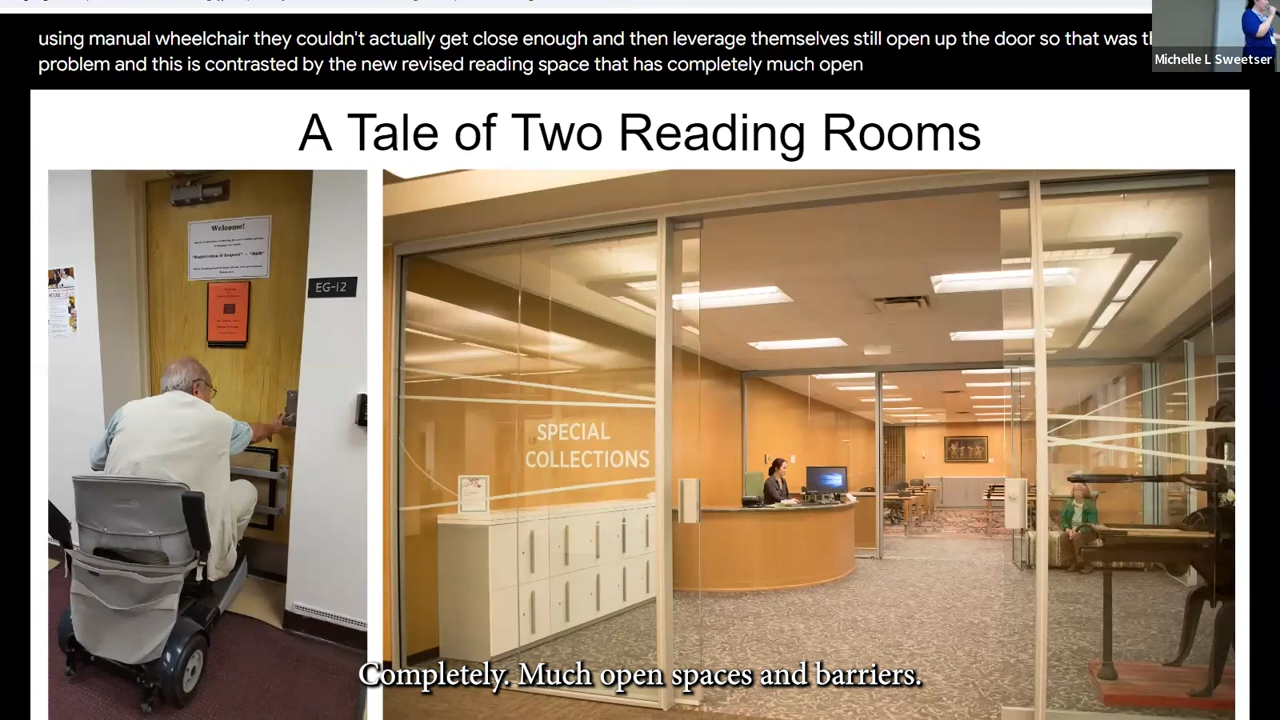 using manual wheelchair they couldn't actually get close enough and then leverage themselves still open up the door so that was th
problem and this is contrasted by the new revised reading space that has completely much open
Michelle L Sweetser
A Tale of Two Reading Rooms
Welcome!
EG-12
SPECIAL
COLLECTIONS
Completely. Much open spaces and barriers.